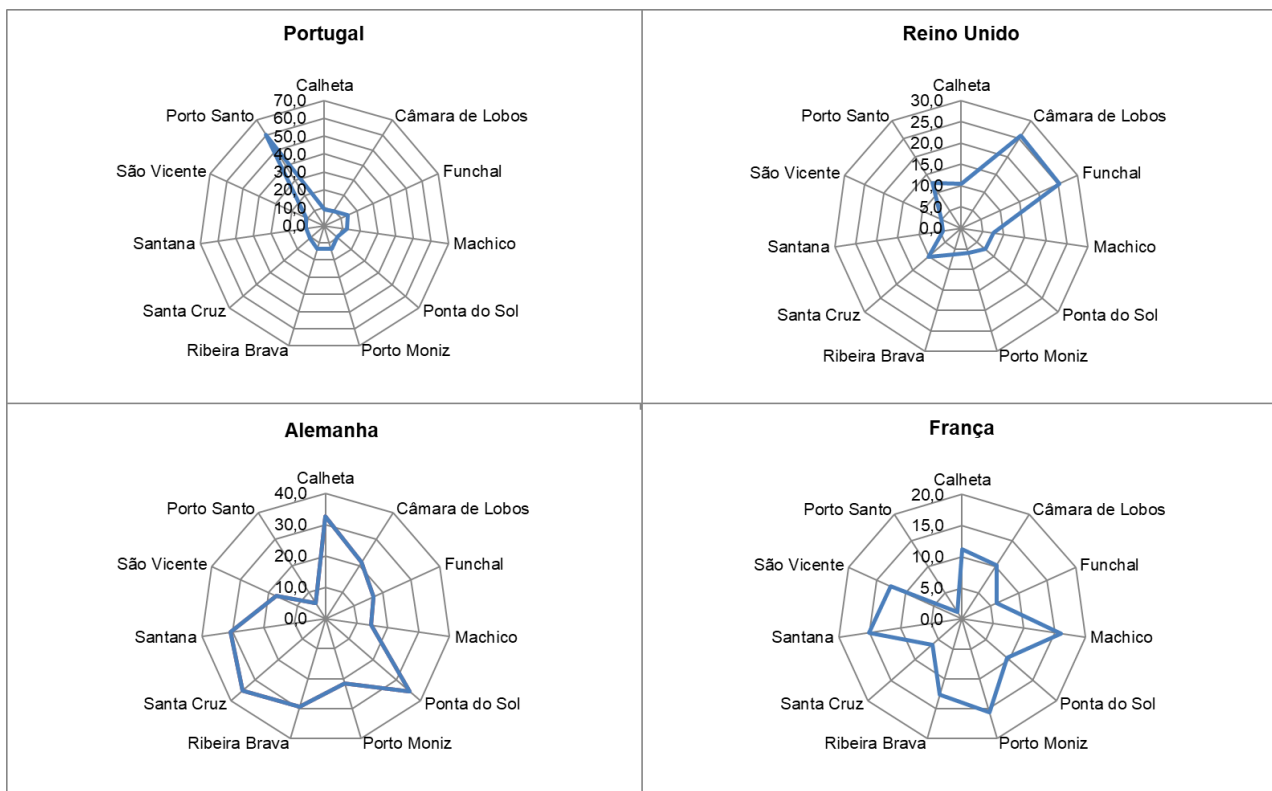 Portugal
Calheta
70,0
60,0
50,0
40,0
30,0
20,0
10,0
0,0
Câmara de Lobos
Funchal
Machico
Ponta do Sol
Porto Moniz
Ribeira Brava
Santa Cruz
Santana
São Vicente
Porto Santo
Reino Unido
Calheta
30,0
25,0
20,0
15,0
10,0
5,0
0,0
Câmara de Lobos
Funchal
Machico
Ponta do Sol
Porto Moniz
Ribeira Brava
Santa Cruz
Santana
São Vicente
Porto Santo
Alemanha
Calheta
40,0
30,0
20,0
10,0
0,0
Câmara de Lobos
Funchal
Machico
Ponta do Sol
Porto Moniz
Ribeira Brava
Santa Cruz
Santana
São Vicente
Porto Santo
França
Calheta
20,0
15,0
10,0
5,0
0,0
Câmara de Lobos
Funchal
Machico
Ponta do Sol
Porto Moniz
Ribeira Brava
Santa Cruz
Santana
São Vicente
Porto Santo